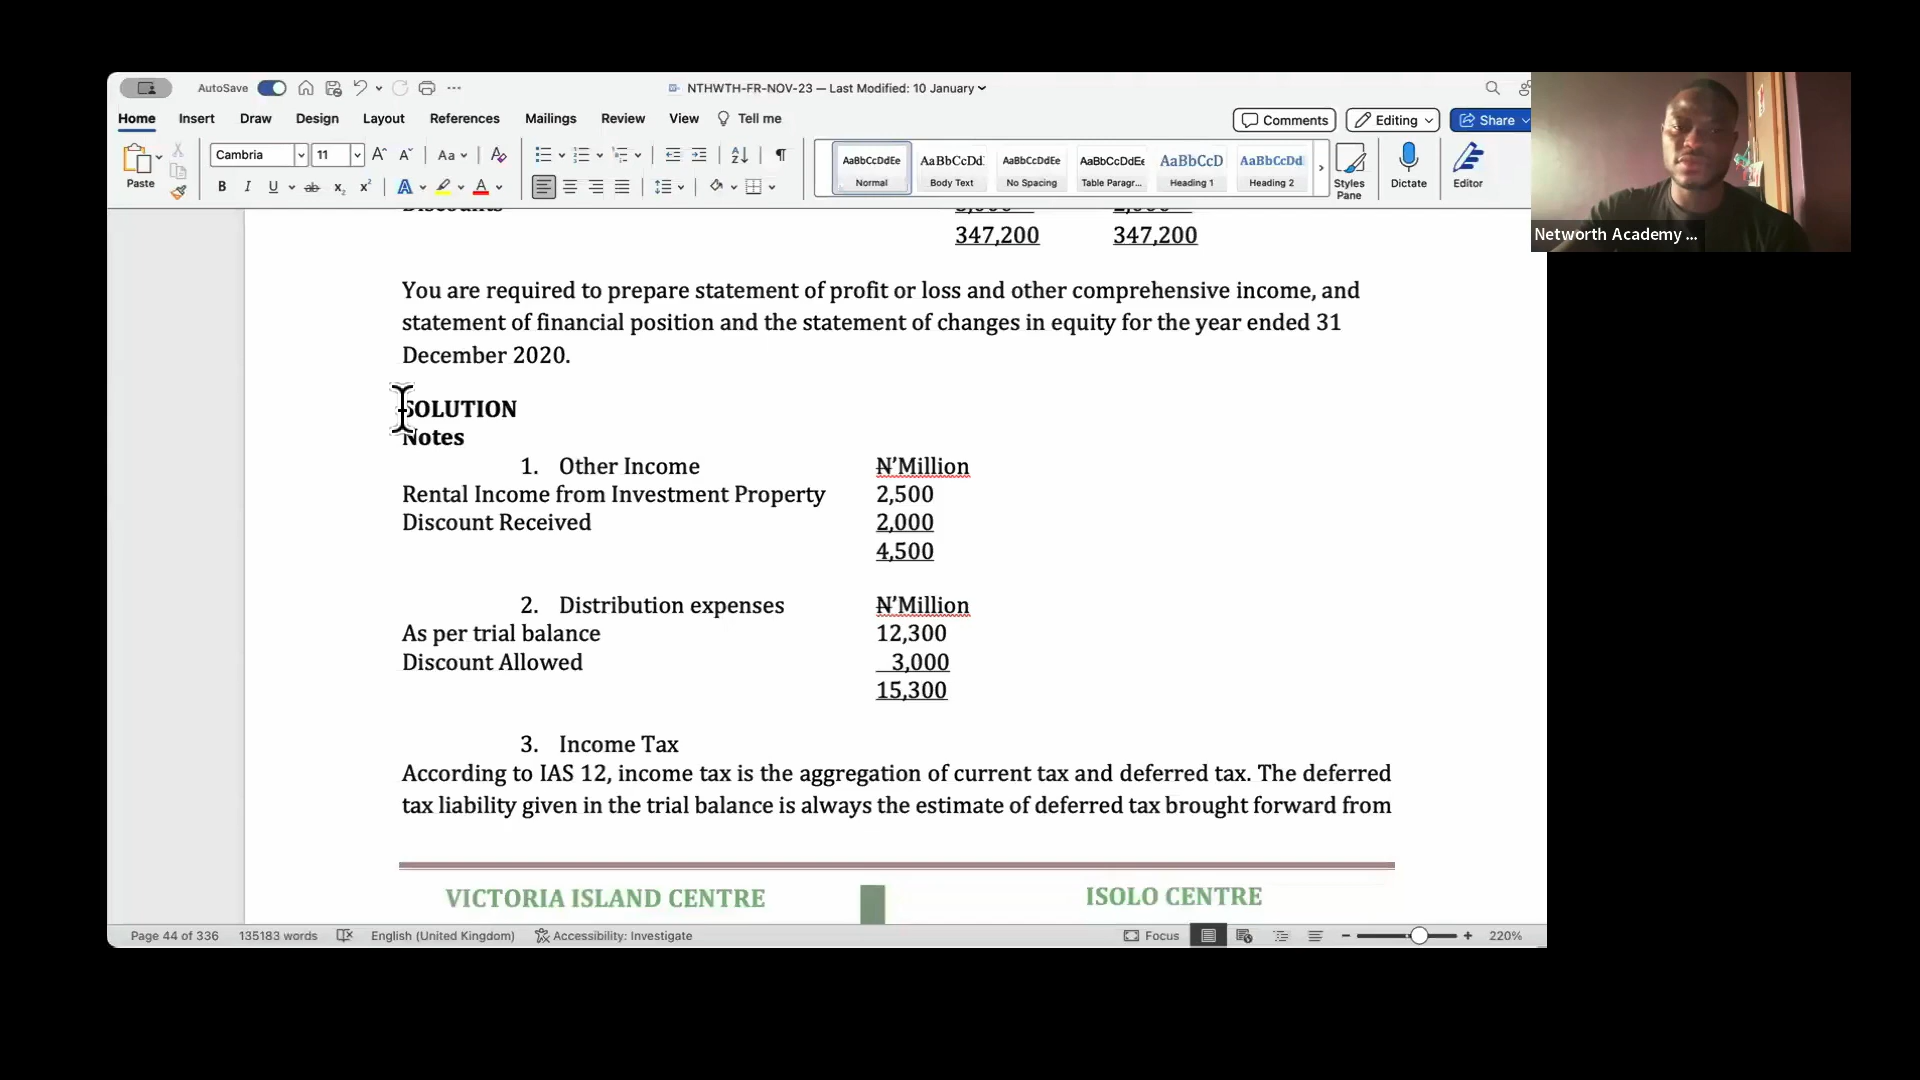 AutoSave
NTHWTH-FR-NOV-23 — Last Modified: 10 January
Home Insert Draw Design Layout References Mailings Review View Tell me
Comments Editing Share
Paste
Cambria 11
AaBbCcDdEe AaBbCcDd AaBbCcDdEe AaBbCcDdEe AaBbCcD AaBbCcDd
Normal Body Text No Spacing Table Paragr... Heading 1 Heading 2
Styles Pane
Dictate
Editor
Networth Academy ...
347,200 347,200
You are required to prepare statement of profit or loss and other comprehensive income, and
statement of financial position and the statement of changes in equity for the year ended 31
December 2020.
SOLUTION
Notes
1. Other Income ₦'Million
Rental Income from Investment Property 2,500
Discount Received 2,000
4,500
2. Distribution expenses ₦'Million
As per trial balance 12,300
Discount Allowed 3,000
15,300
3. Income Tax
According to IAS 12, income tax is the aggregation of current tax and deferred tax. The deferred
tax liability given in the trial balance is always the estimate of deferred tax brought forward from
VICTORIA ISLAND CENTRE ISOLO CENTRE
Page 44 of 336 135183 words English (United Kingdom) Accessibility: Investigate Focus 220%